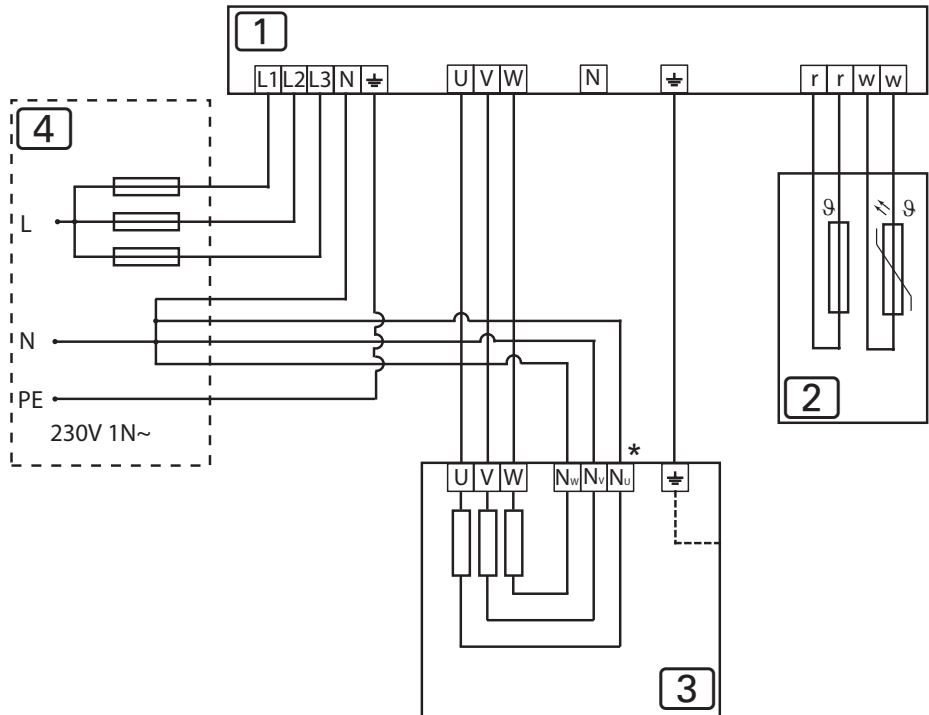 1
L1 L2 L3 N ⏚ U V W N ⏚ r r w w
4
L
ϑ ϑ
N
PE
230V 1N~
2
*
U V W NW NV NU ⏚
3